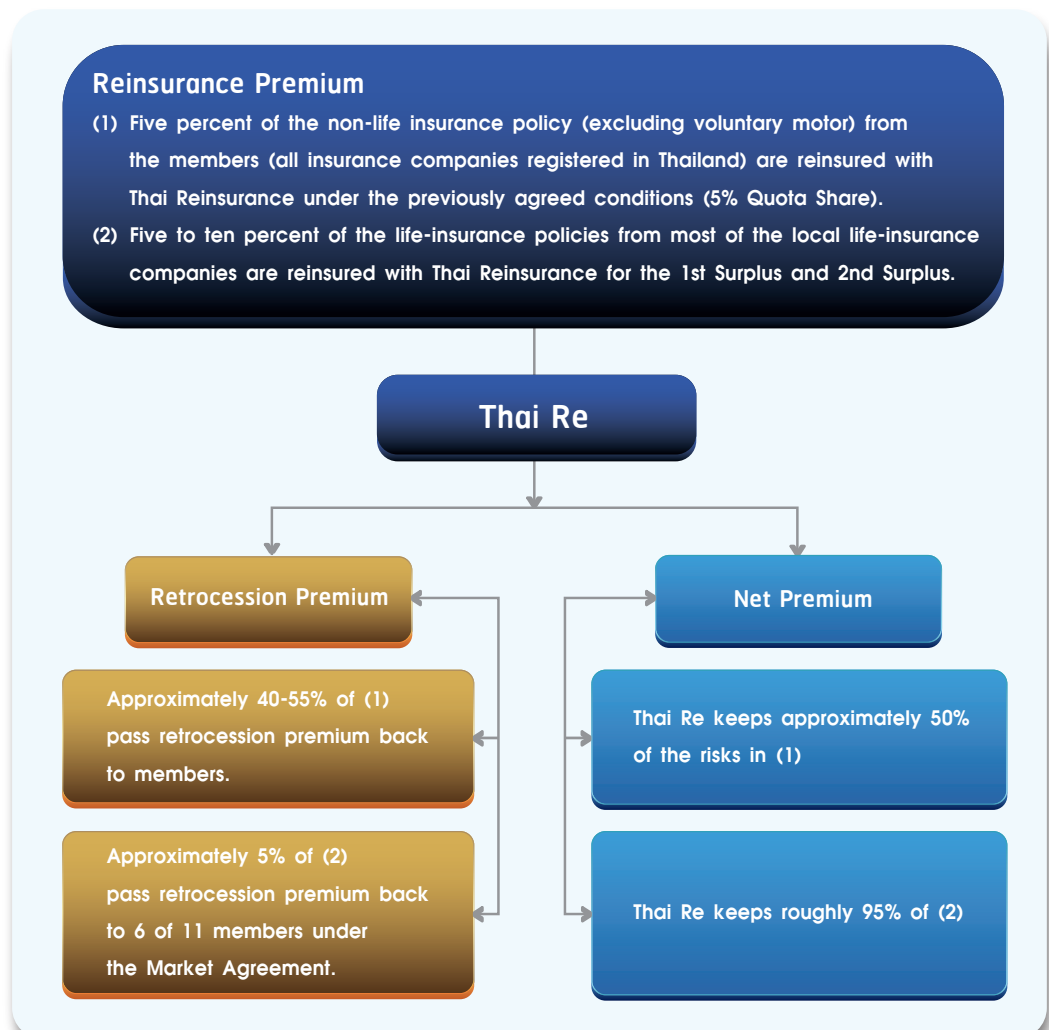 Reinsurance Premium
(1) Five percent of the non-life insurance policy (excluding voluntary motor) from
the members (all insurance companies registered in Thailand) are reinsured with
Thai Reinsurance under the previously agreed conditions (5% Quota Share).
(2) Five to ten percent of the life-insurance policies from most of the local life-insurance
companies are reinsured with Thai Reinsurance for the 1st Surplus and 2nd Surplus.
Thai Re
Retrocession Premium
Approximately 40-55% of (1)
pass retrocession premium back
to members.
Approximately 5% of (2)
pass retrocession premium back
to 6 of 11 members under
the Market Agreement.
Net Premium
Thai Re keeps approximately 50%
of the risks in (1)
Thai Re keeps roughly 95% of (2)